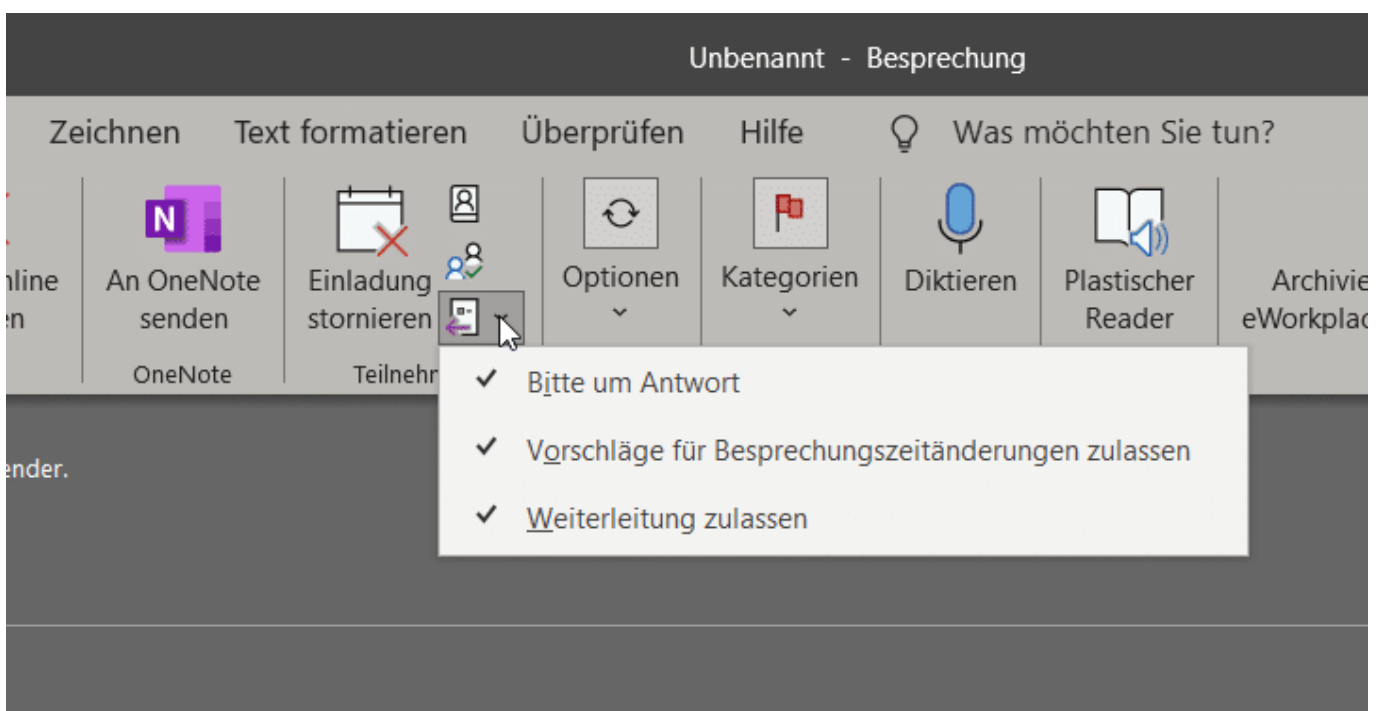 Unbenannt - Besprechung
Zeichnen Text formatieren Überprüfen Hilfe Was möchten Sie tun?
N
An OneNote
senden
OneNote
Einladung
stornieren
Optionen
Kategorien
Diktieren
Plastischer
Reader
Bitte um Antwort
Vorschläge für Besprechungszeitänderungen zulassen
Weiterleitung zulassen